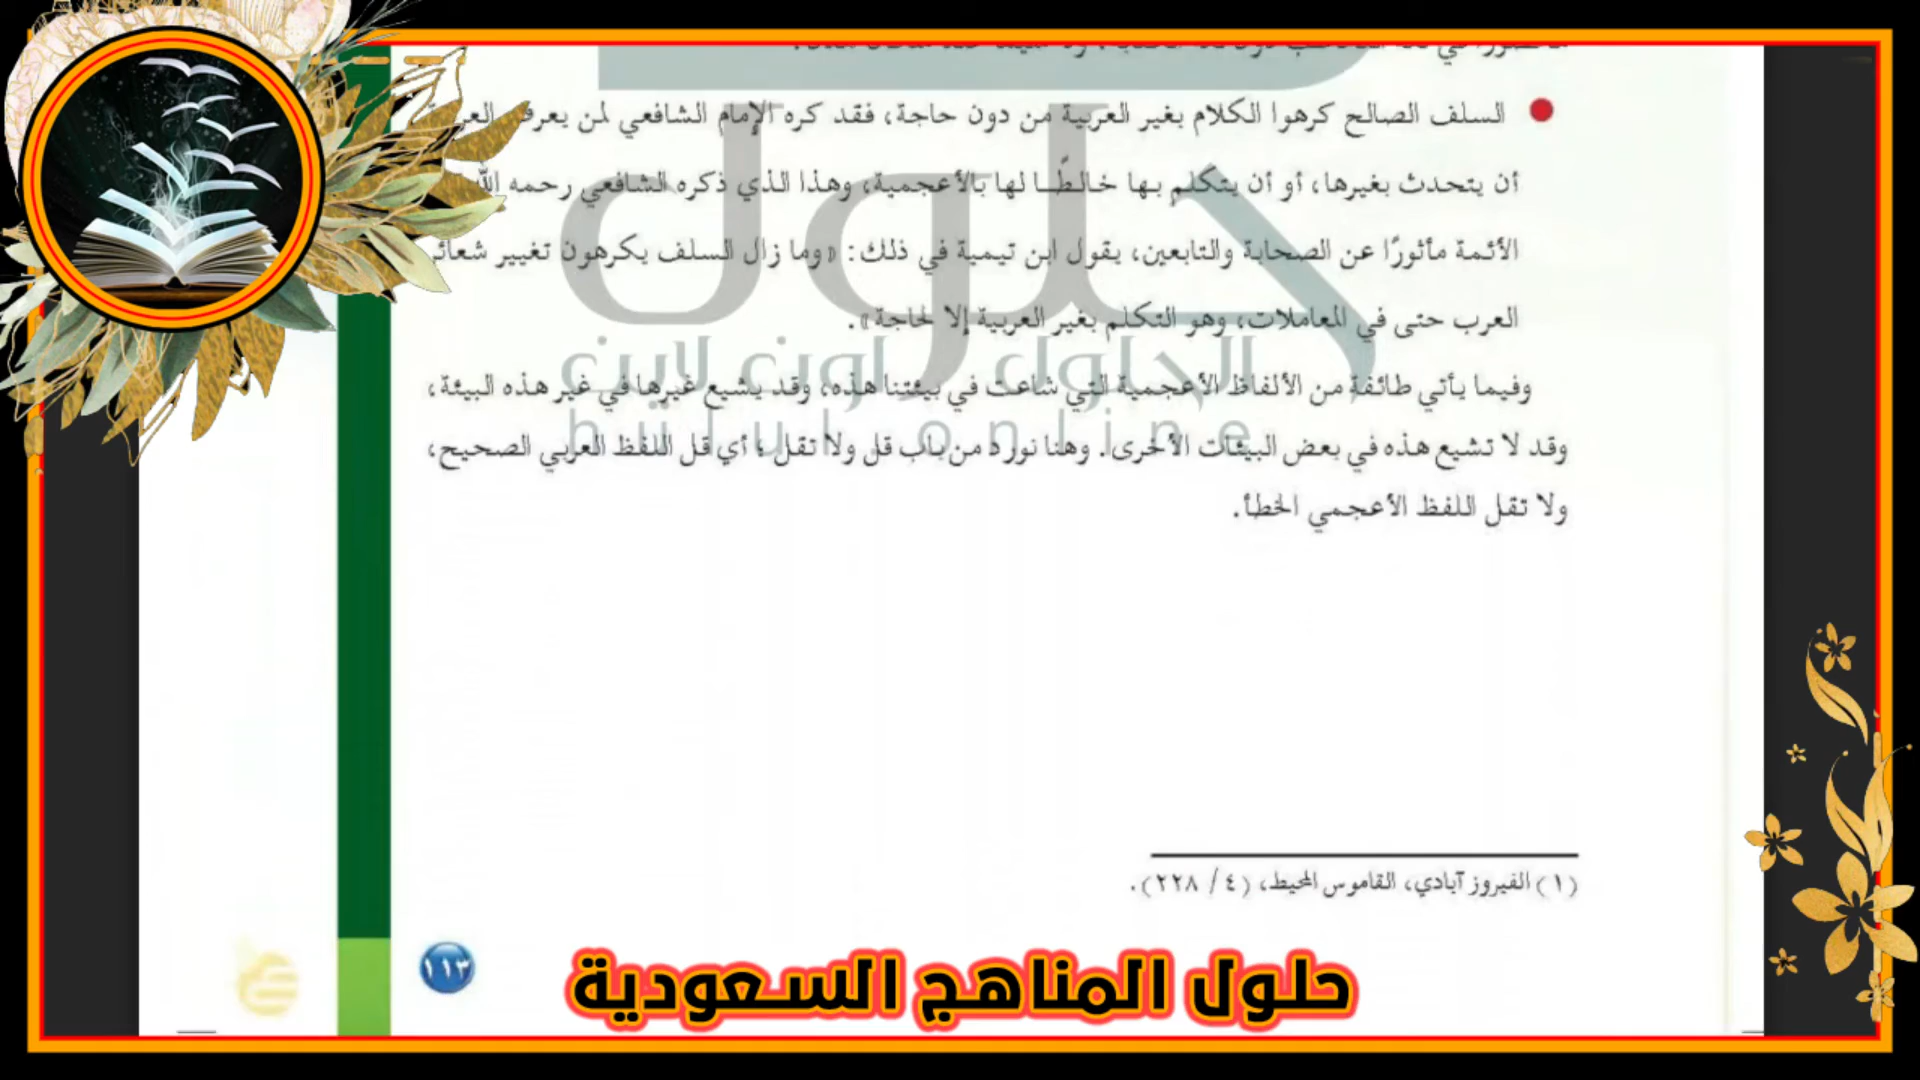 السلف الصالح كرهوا الكلام بغير العربية من دون حاجة، فقد كره الإمام الشافعي لمن يعرف
أن يتحدث بغيرها، أو أن يتكلم بها خالطًا لها بالأعجمية، وهذا الذي ذكره الشافعي رحمه الله
الأئمة مأثورًا عن الصحابة والتابعين، يقول ابن تيمية في ذلك: «وما زال السلف يكرهون تغيير شعائر
العرب حتى في المعاملات، وهو التكلم بغير العربية إلا لحاجة».
وفيما يأتي طائفة من الألفاظ الأعجمية التي شاعت في بيئتنا هذه، وقد يشيع غيرها في غير هذه البيئة،
وقد لا تشيع هذه في بعض البيئات الأخرى. وهنا نورد من باب قل ولا تقل ؛ أي قل اللفظ العربي الصحيح،
ولا تقل اللفظ الأعجمي الخطأ.
حلول
الحلول اون لاين
hulul.online
(١) الفيروز آبادي، القاموس المحيط، (٤ / ٢٢٨).
١١٣
حلول المناهج السعودية